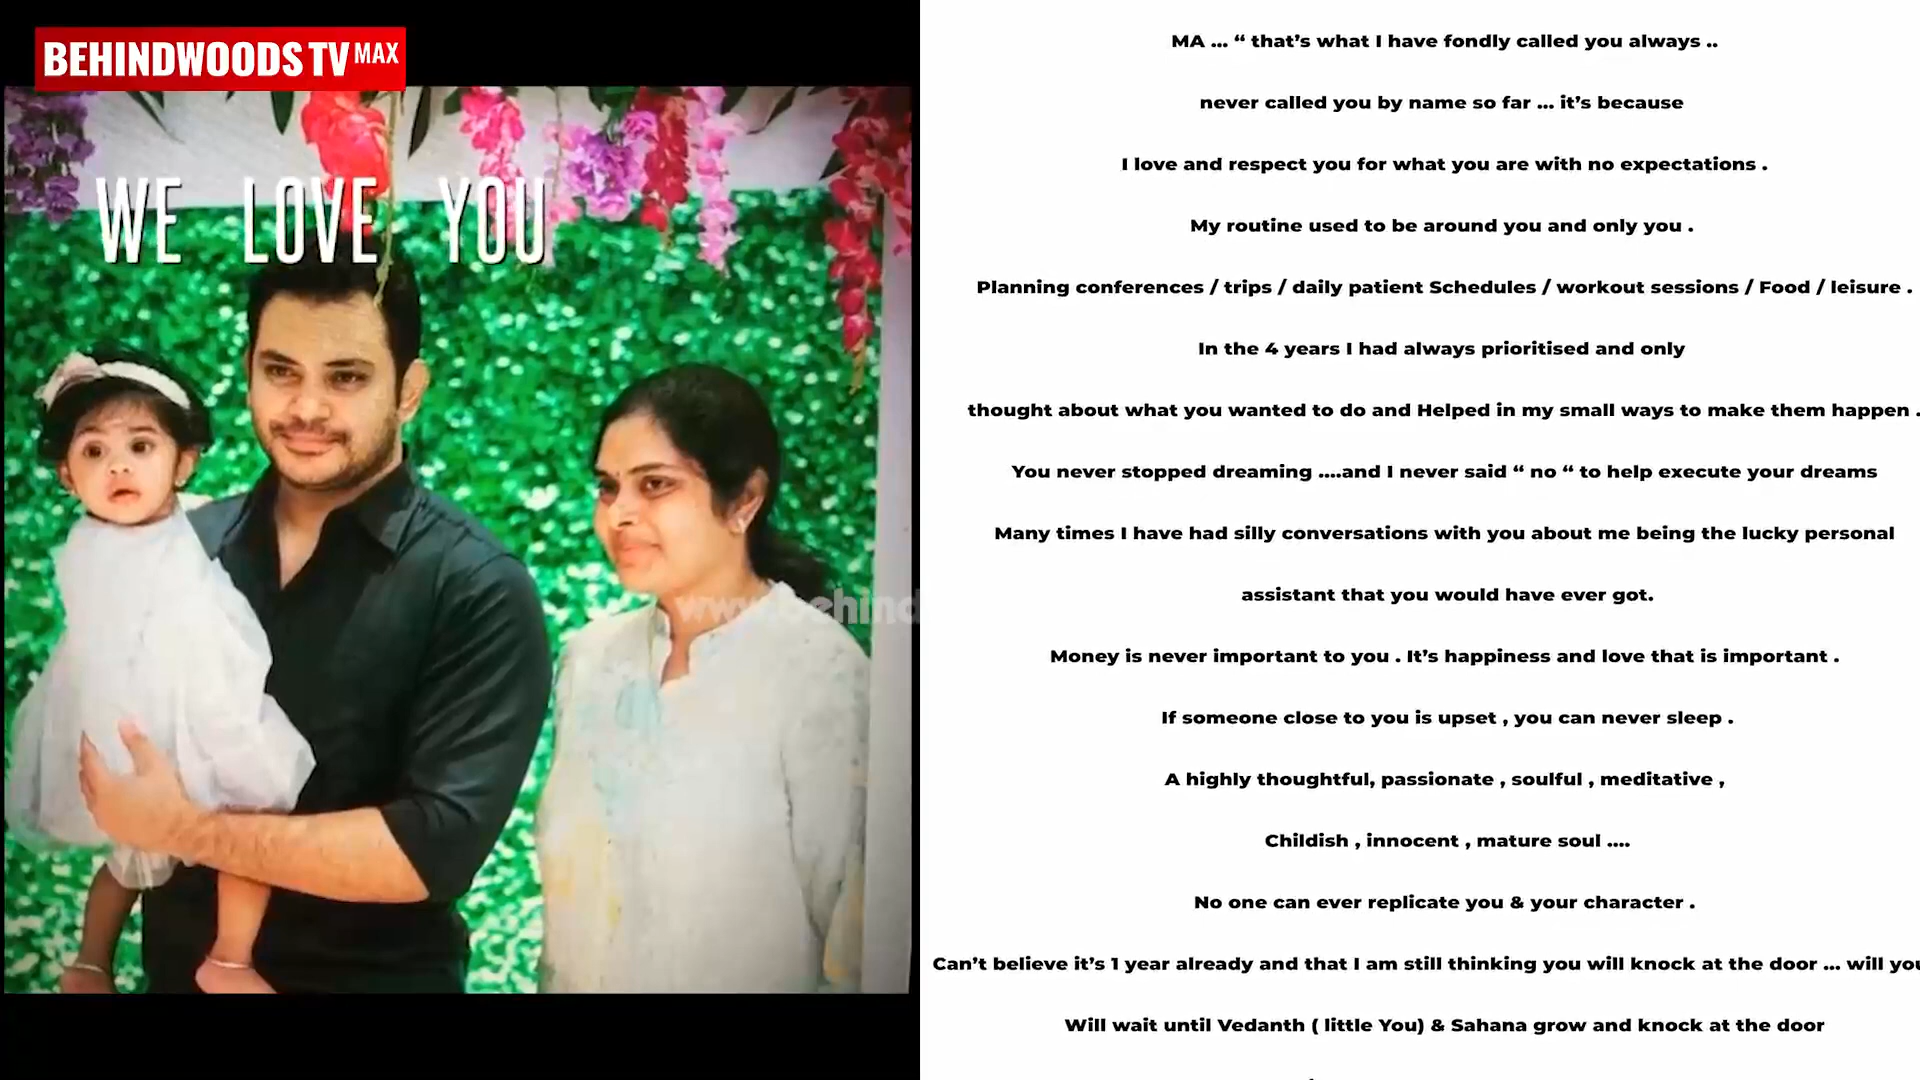 BEHINDWOODS TV MAX
WE LOVE YOU
www.behind
MA ... “ that’s what I have fondly called you always ..
never called you by name so far ... it’s because
I love and respect you for what you are with no expectations .
My routine used to be around you and only you .
Planning conferences / trips / daily patient Schedules / workout sessions / Food / leisure .
In the 4 years I had always prioritised and only
thought about what you wanted to do and Helped in my small ways to make them happen .
You never stopped dreaming ....and I never said “ no “ to help execute your dreams
Many times I have had silly conversations with you about me being the lucky personal
assistant that you would have ever got.
Money is never important to you . It’s happiness and love that is important .
If someone close to you is upset , you can never sleep .
A highly thoughtful, passionate , soulful , meditative ,
Childish , innocent , mature soul ....
No one can ever replicate you & your character .
Can’t believe it’s 1 year already and that I am still thinking you will knock at the door ... will you
Will wait until Vedanth ( little You) & Sahana grow and knock at the door